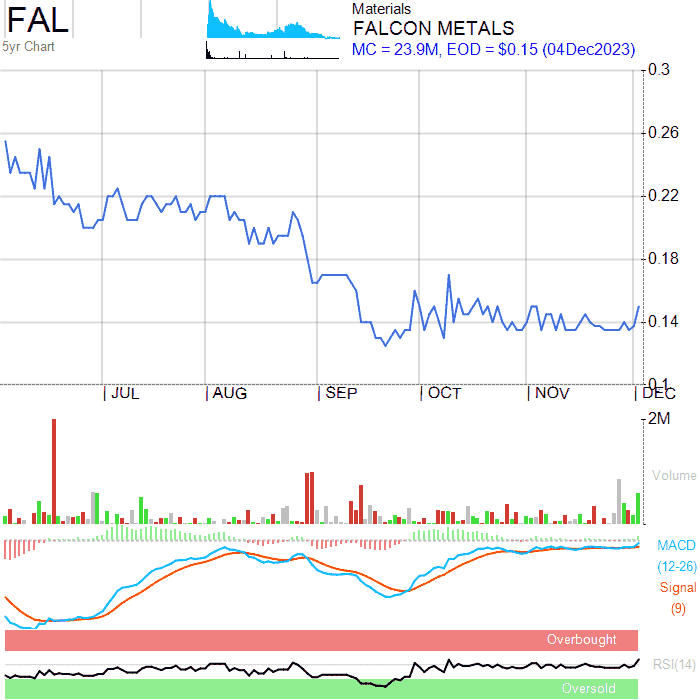 FAL
5yr Chart
Materials
FALCON METALS
MC = 23.9M, EOD = $0.15 (04Dec2023)
0.3
0.26
0.22
0.18
0.14
0.1
JUL AUG SEP OCT NOV DEC
2M
Volume
MACD
(12-26)
Signal
(9)
Overbought
RSI(14)
Oversold